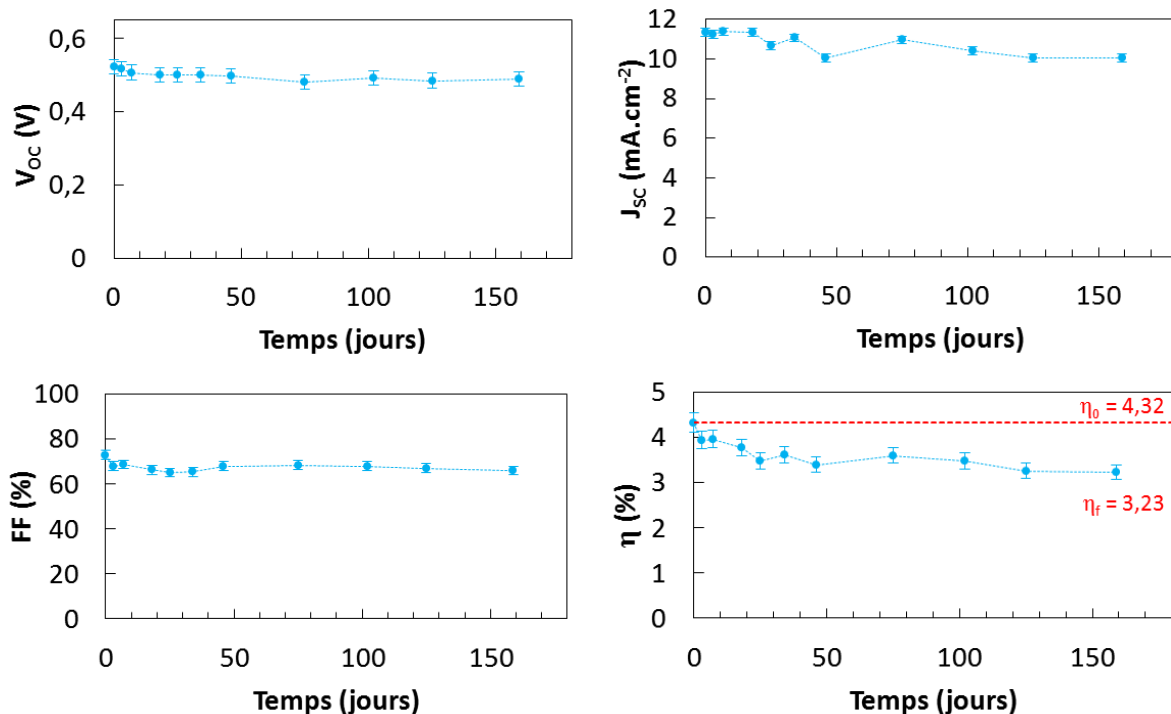 V_OC (V)
0,6
0,4
0,2
0
0 50 100 150
Temps (jours)
J_SC (mA.cm⁻²)
12
10
8
6
4
2
0
0 50 100 150
Temps (jours)
FF (%)
100
80
60
40
20
0
0 50 100 150
Temps (jours)
η (%)
5
4
3
2
1
0
η₀ = 4,32
η_f = 3,23
0 50 100 150
Temps (jours)